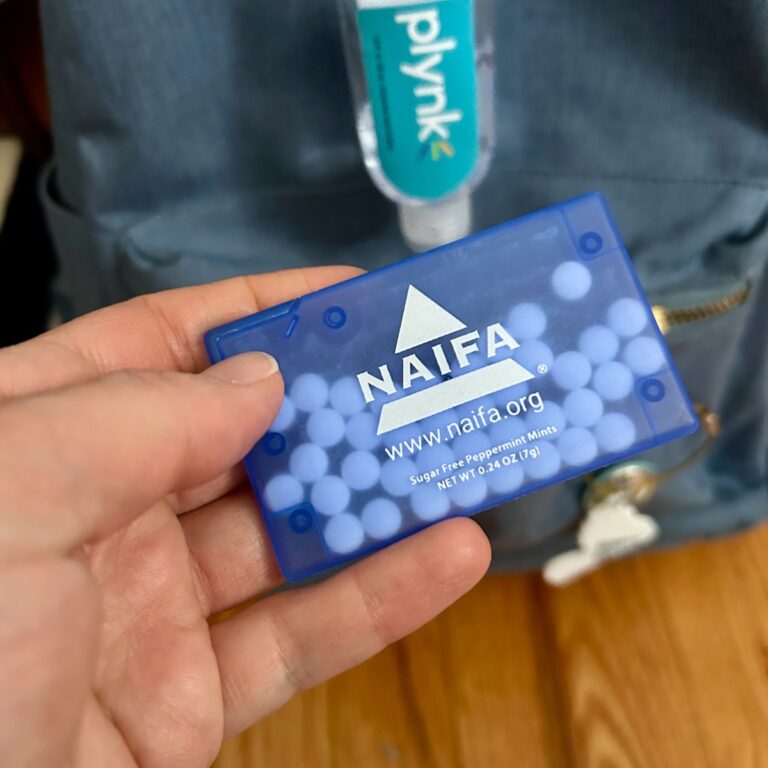 plynk
NAIFA®
www.naifa.org
Sugar Free Peppermint Mints
NET WT 0.24 OZ (7g)